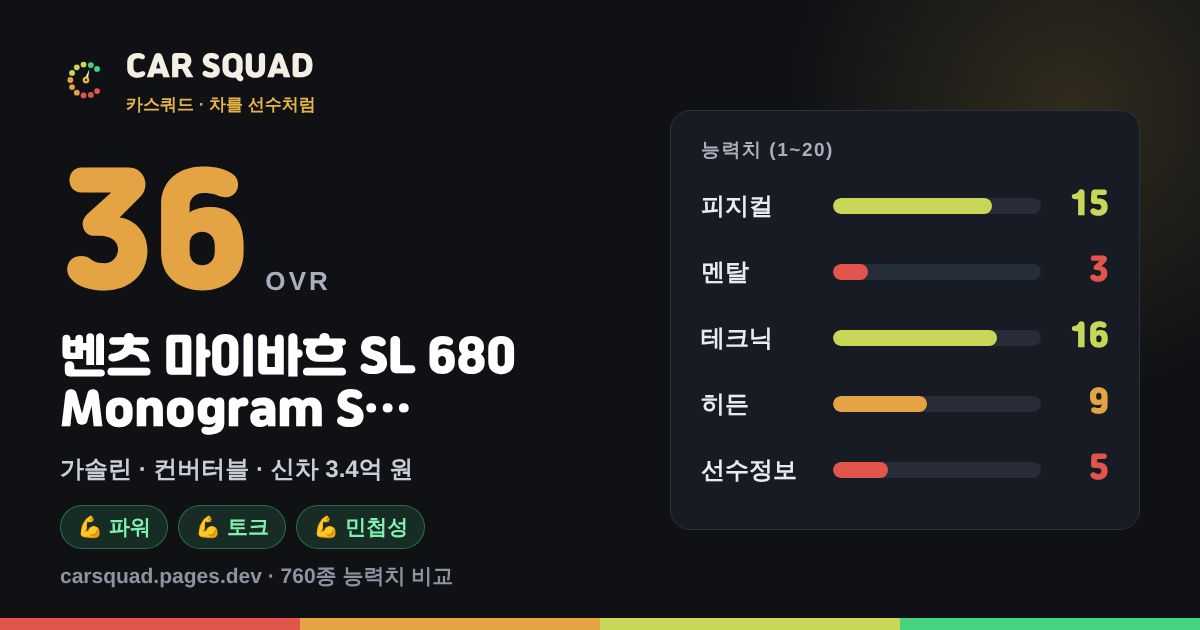 CAR SQUAD
카스쿼드 · 차를 선수처럼
36 OVR
벤츠 마이바흐 SL 680
Monogram S···
가솔린 · 컨버터블 · 신차 3.4억 원
💪 파워 💪 토크 💪 민첩성
carsquad.pages.dev · 760종 능력치 비교
능력치 (1~20)
피지컬 15
멘탈 3
테크닉 16
히든 9
선수정보 5